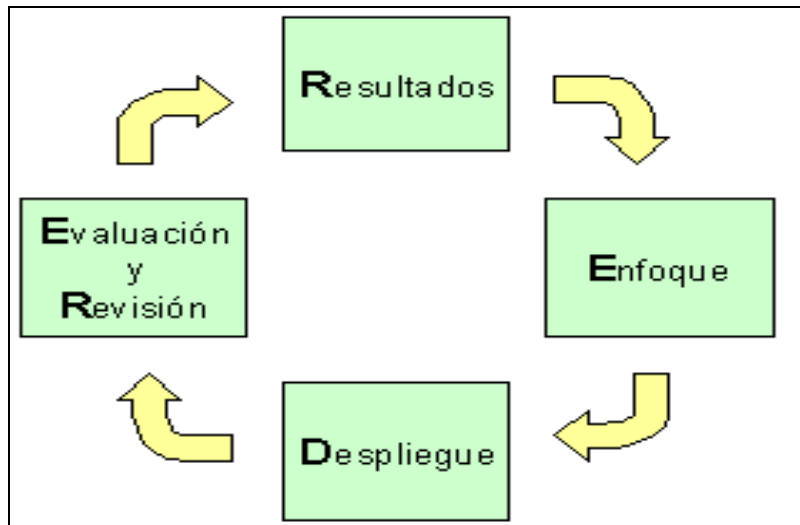 Resultados
Evaluación
y
Revisión
Enfoque
Despliegue